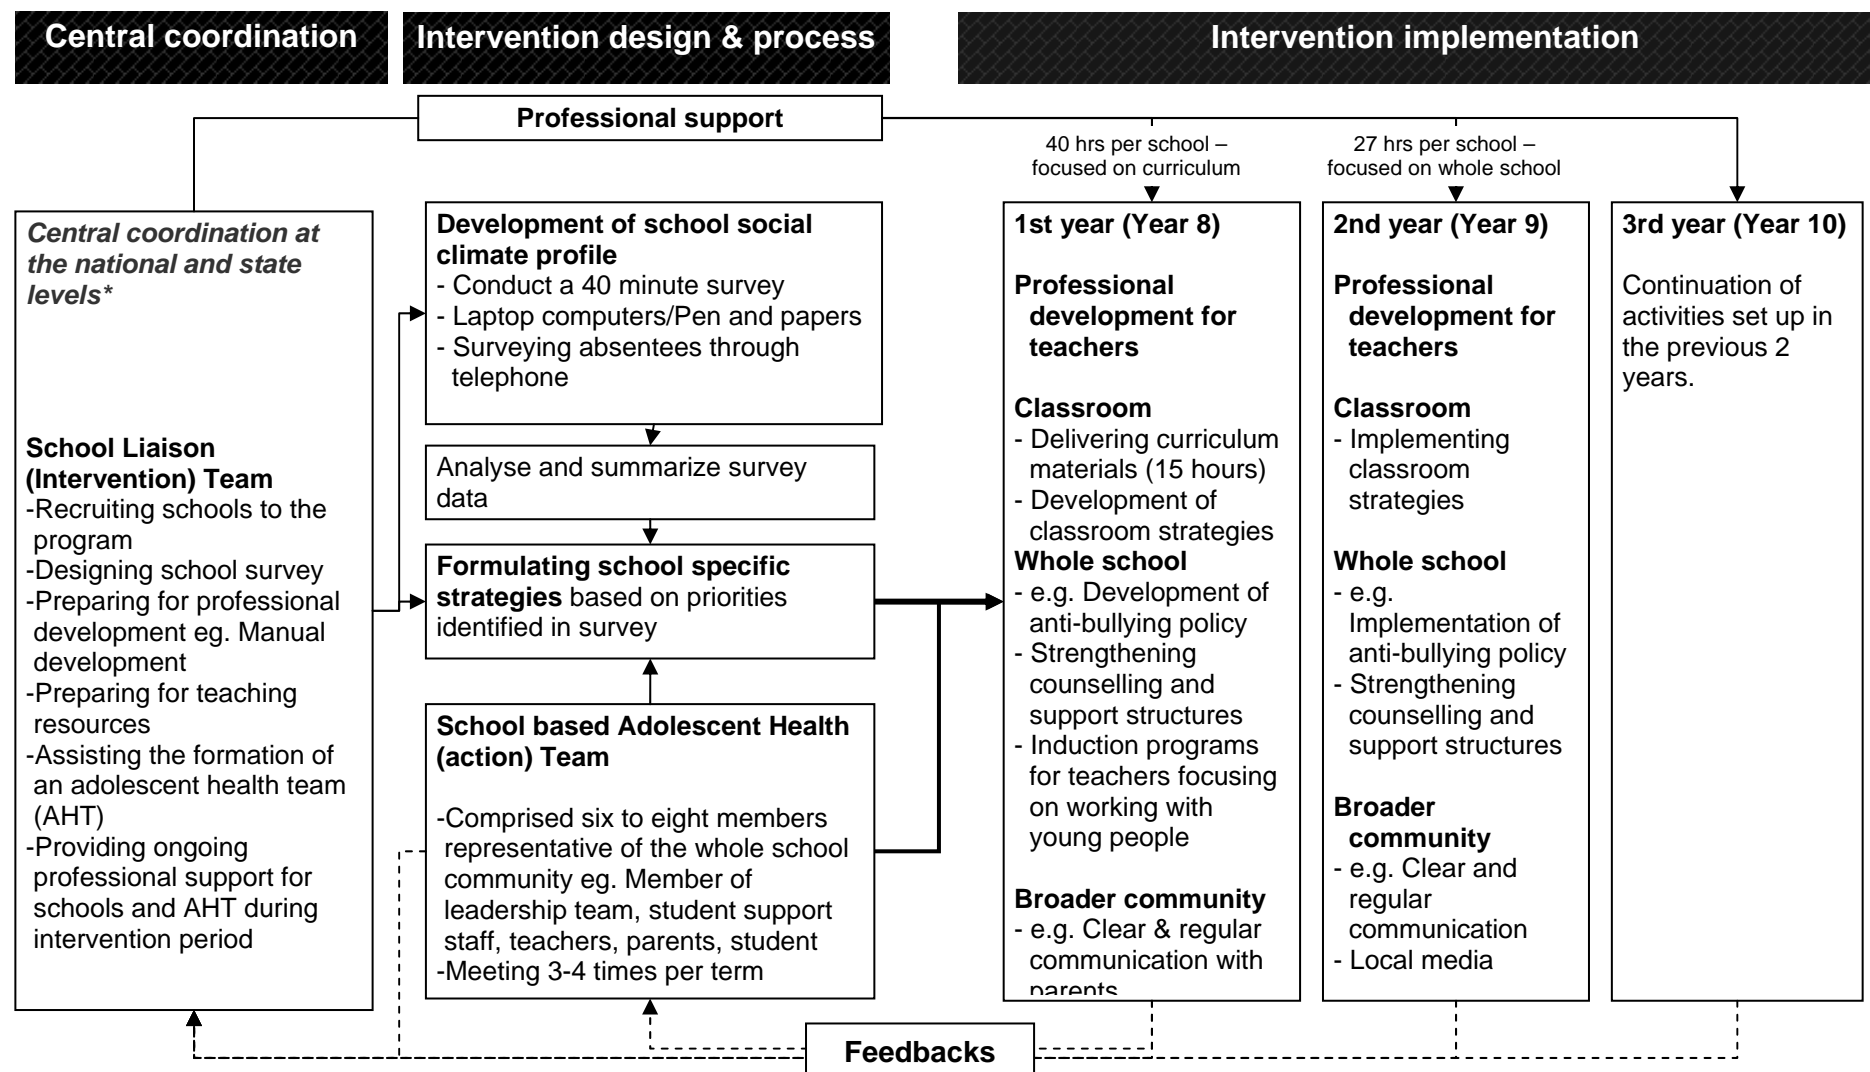 Central coordination
Intervention design & process
Intervention implementation
Professional support
40 hrs per school –
focused on curriculum
27 hrs per school –
focused on whole school
Central coordination at
the national and state
levels*
School Liaison
(Intervention) Team
-Recruiting schools to the
program
-Designing school survey
-Preparing for professional
development eg. Manual
development
-Preparing for teaching
resources
-Assisting the formation of
an adolescent health team
(AHT)
-Providing ongoing
professional support for
schools and AHT during
intervention period
Development of school social
climate profile
- Conduct a 40 minute survey
- Laptop computers/Pen and papers
- Surveying absentees through
telephone
Analyse and summarize survey
data
Formulating school specific
strategies based on priorities
identified in survey
School based Adolescent Health
(action) Team
-Comprised six to eight members
representative of the whole school
community eg. Member of
leadership team, student support
staff, teachers, parents, student
-Meeting 3-4 times per term
1st year (Year 8)
Professional
development for
teachers
Classroom
- Delivering curriculum
materials (15 hours)
- Development of
classroom strategies
Whole school
- e.g. Development of
anti-bullying policy
- Strengthening
counselling and
support structures
- Induction programs
for teachers focusing
on working with
young people
Broader community
- e.g. Clear & regular
communication with
parents
2nd year (Year 9)
Professional
development for
teachers
Classroom
- Implementing
classroom
strategies
Whole school
- e.g.
Implementation of
anti-bullying policy
- Strengthening
counselling and
support structures
Broader
community
- e.g. Clear and
regular
communication
- Local media
3rd year (Year 10)
Continuation of
activities set up in
the previous 2
years.
Feedbacks